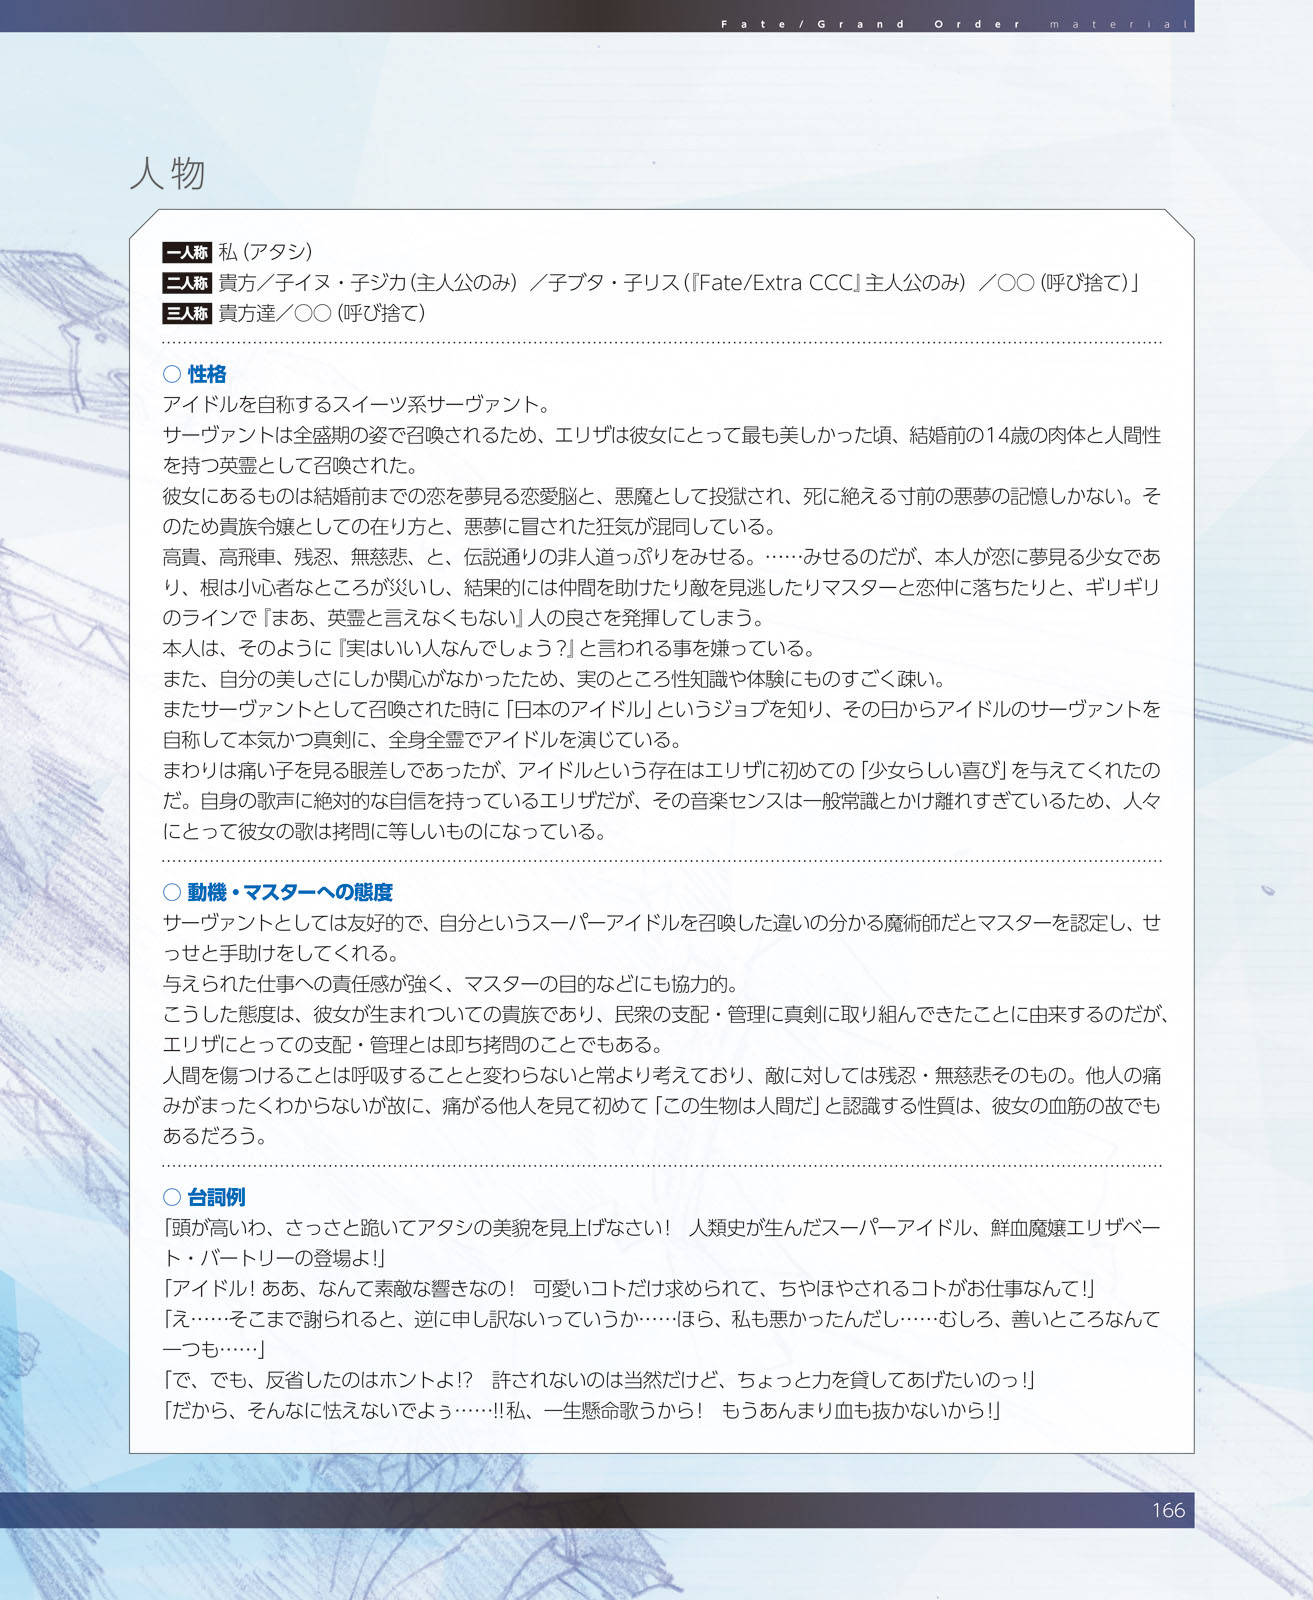 Fate/Grand Order material
人物
一人称 私（アタシ）
二人称 貴方／子イヌ・子ジカ（主人公のみ）／子ブタ・子リス（『Fate/Extra CCC』主人公のみ）／○○（呼び捨て）」
三人称 貴方達／○○（呼び捨て）
○ 性格
アイドルを自称するスイーツ系サーヴァント。
サーヴァントは全盛期の姿で召喚されるため、エリザは彼女にとって最も美しかった頃、結婚前の14歳の肉体と人間性
を持つ英霊として召喚された。
彼女にあるものは結婚前までの恋を夢見る恋愛脳と、悪魔として投獄され、死に絶える寸前の悪夢の記憶しかない。そ
のため貴族令嬢としての在り方と、悪夢に冒された狂気が混同している。
高貴、高飛車、残忍、無慈悲、と、伝説通りの非人道っぷりをみせる。……みせるのだが、本人が恋に夢見る少女であ
り、根は小心者なところが災いし、結果的には仲間を助けたり敵を見逃したりマスターと恋仲に落ちたりと、ギリギリ
のラインで『まあ、英霊と言えなくもない』人の良さを発揮してしまう。
本人は、そのように『実はいい人なんでしょう？』と言われる事を嫌っている。
また、自分の美しさにしか関心がなかったため、実のところ性知識や体験にものすごく疎い。
またサーヴァントとして召喚された時に「日本のアイドル」というジョブを知り、その日からアイドルのサーヴァントを
自称して本気かつ真剣に、全身全霊でアイドルを演じている。
まわりは痛い子を見る眼差しであったが、アイドルという存在はエリザに初めての「少女らしい喜び」を与えてくれたの
だ。自身の歌声に絶対的な自信を持っているエリザだが、その音楽センスは一般常識とかけ離れすぎているため、人々
にとって彼女の歌は拷問に等しいものになっている。
○ 動機・マスターへの態度
サーヴァントとしては友好的で、自分というスーパーアイドルを召喚した違いの分かる魔術師だとマスターを認定し、せ
っせと手助けをしてくれる。
与えられた仕事への責任感が強く、マスターの目的などにも協力的。
こうした態度は、彼女が生まれついての貴族であり、民衆の支配・管理に真剣に取り組んできたことに由来するのだが、
エリザにとっての支配・管理とは即ち拷問のことでもある。
人間を傷つけることは呼吸することと変わらないと常より考えており、敵に対しては残忍・無慈悲そのもの。他人の痛
みがまったくわからないが故に、痛がる他人を見て初めて「この生物は人間だ」と認識する性質は、彼女の血筋の故でも
あるだろう。
○ 台詞例
「頭が高いわ、さっさと跪いてアタシの美貌を見上げなさい！　人類史が生んだスーパーアイドル、鮮血魔嬢エリザベー
ト・バートリーの登場よ！」
「アイドル！ああ、なんて素敵な響きなの！　可愛いコトだけ求められて、ちやほやされるコトがお仕事なんて！」
「え……そこまで謝られると、逆に申し訳ないっていうか……ほら、私も悪かったんだし……むしろ、善いところなんて
一つも……」
「で、でも、反省したのはホントよ!?　許されないのは当然だけど、ちょっと力を貸してあげたいのっ！」
「だから、そんなに怯えないでよぅ……!!私、一生懸命歌うから！　もうあんまり血も抜かないから！」
166